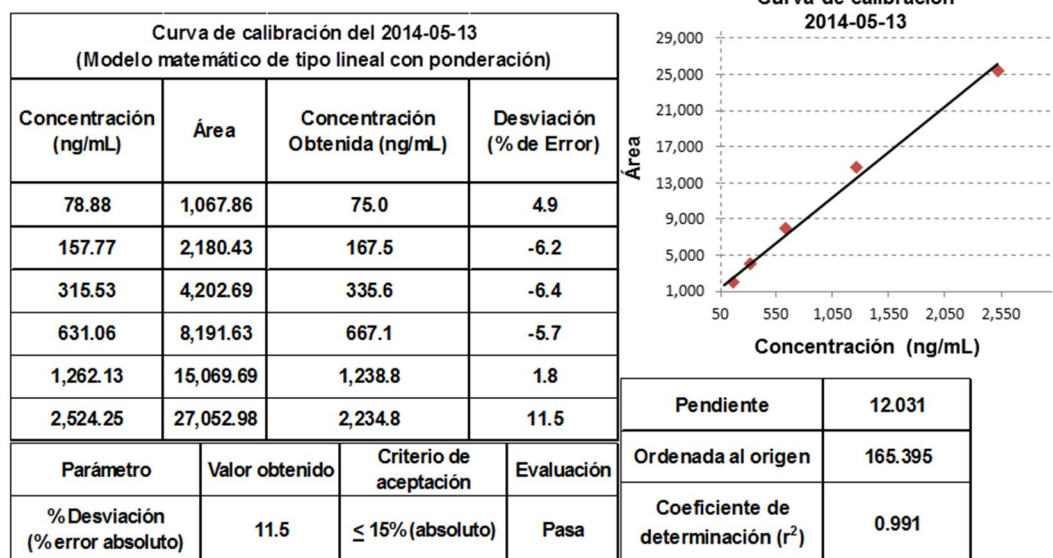 Curva de calibración del 2014-05-13
(Modelo matemático de tipo lineal con ponderación)
Concentración (ng/mL) Área Concentración Obtenida (ng/mL) Desviación (% de Error)
78.88 1,067.86 75.0 4.9
157.77 2,180.43 167.5 -6.2
315.53 4,202.69 335.6 -6.4
631.06 8,191.63 667.1 -5.7
1,262.13 15,069.69 1,238.8 1.8
2,524.25 27,052.98 2,234.8 11.5
Parámetro Valor obtenido Criterio de aceptación Evaluación
% Desviación (% error absoluto) 11.5 ≤ 15% (absoluto) Pasa
Curva de calibración
2014-05-13
Área
29,000
25,000
21,000
17,000
13,000
9,000
5,000
1,000
50 550 1,050 1,550 2,050 2,550
Concentración (ng/mL)
Pendiente 12.031
Ordenada al origen 165.395
Coeficiente de determinación (r²) 0.991